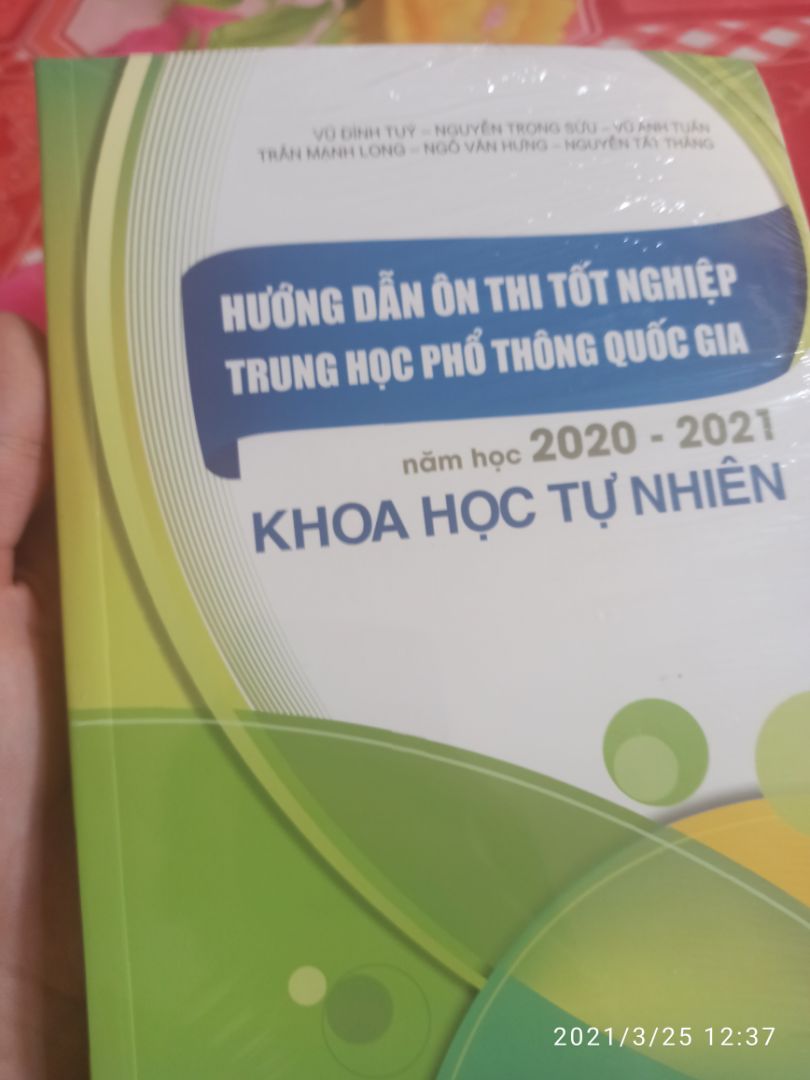 VŨ ĐÌNH TUÝ – NGUYỄN TRỌNG SỬU – VŨ ANH TUẤN
TRẦN MẠNH LONG – NGÔ VĂN HƯNG – NGUYỄN TẤT THẮNG
HƯỚNG DẪN ÔN THI TỐT NGHIỆP
TRUNG HỌC PHỔ THÔNG QUỐC GIA
năm học 2020 - 2021
KHOA HỌC TỰ NHIÊN
2021/3/25 12:37